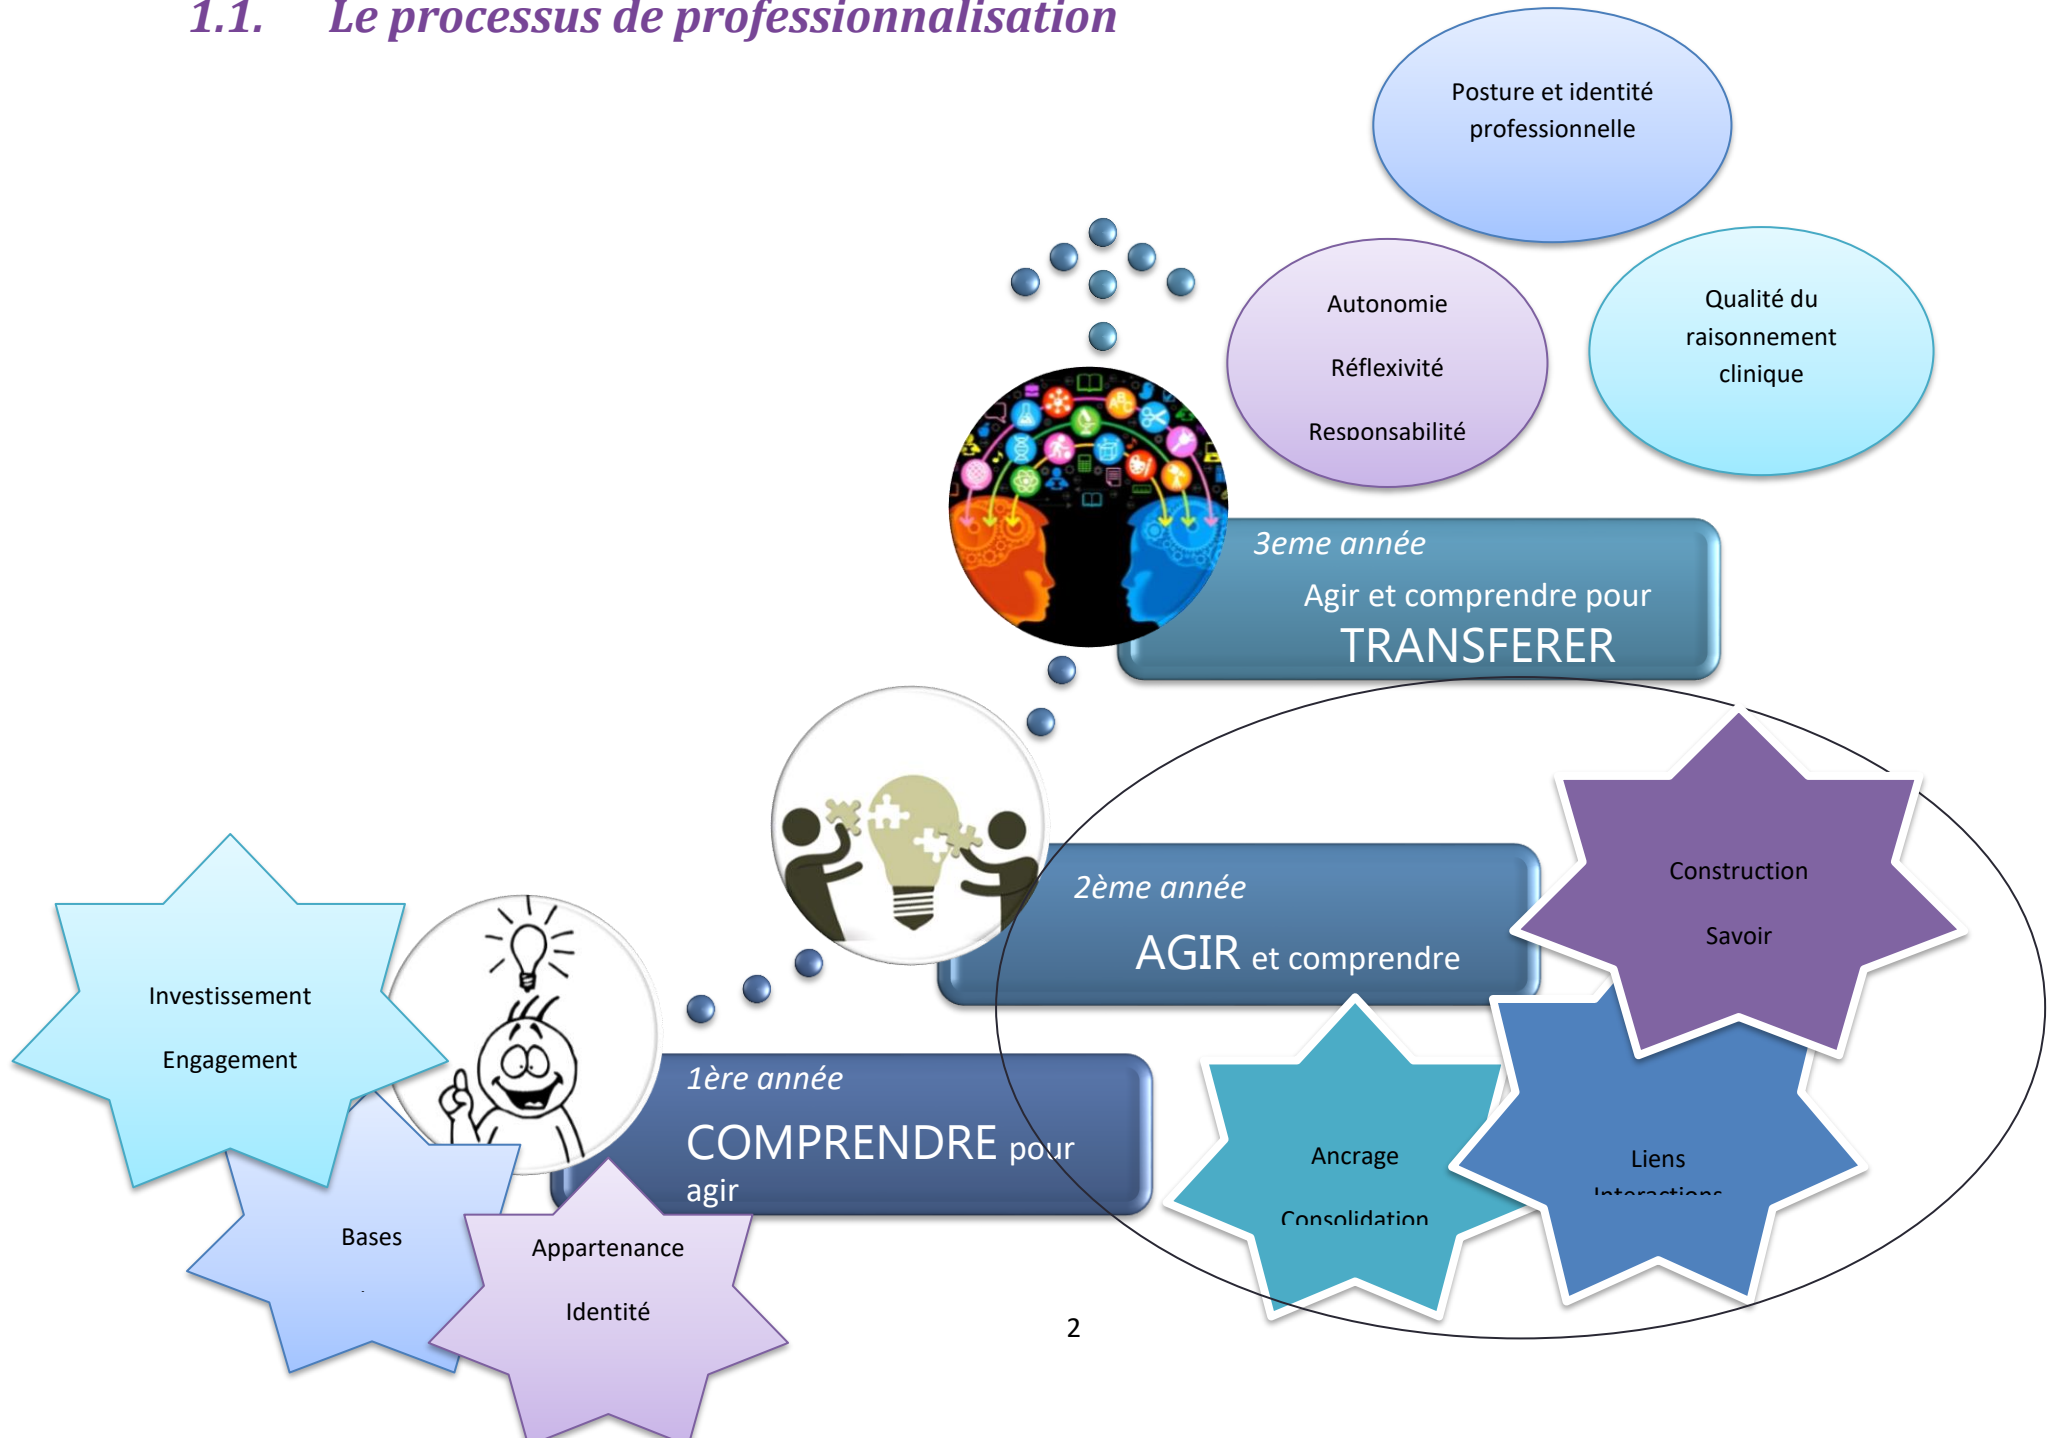 1.1. Le processus de professionnalisation
Posture et identité
professionnelle
Autonomie
Réflexivité
Responsabilité
Qualité du
raisonnement
clinique
3eme année
Agir et comprendre pour
TRANSFERER
2ème année
AGIR et comprendre
Construction
Savoir
Investissement
Engagement
1ère année
COMPRENDRE pour
agir
Ancrage
Consolidation
Liens
Interactions
Bases
Appartenance
Identité
2